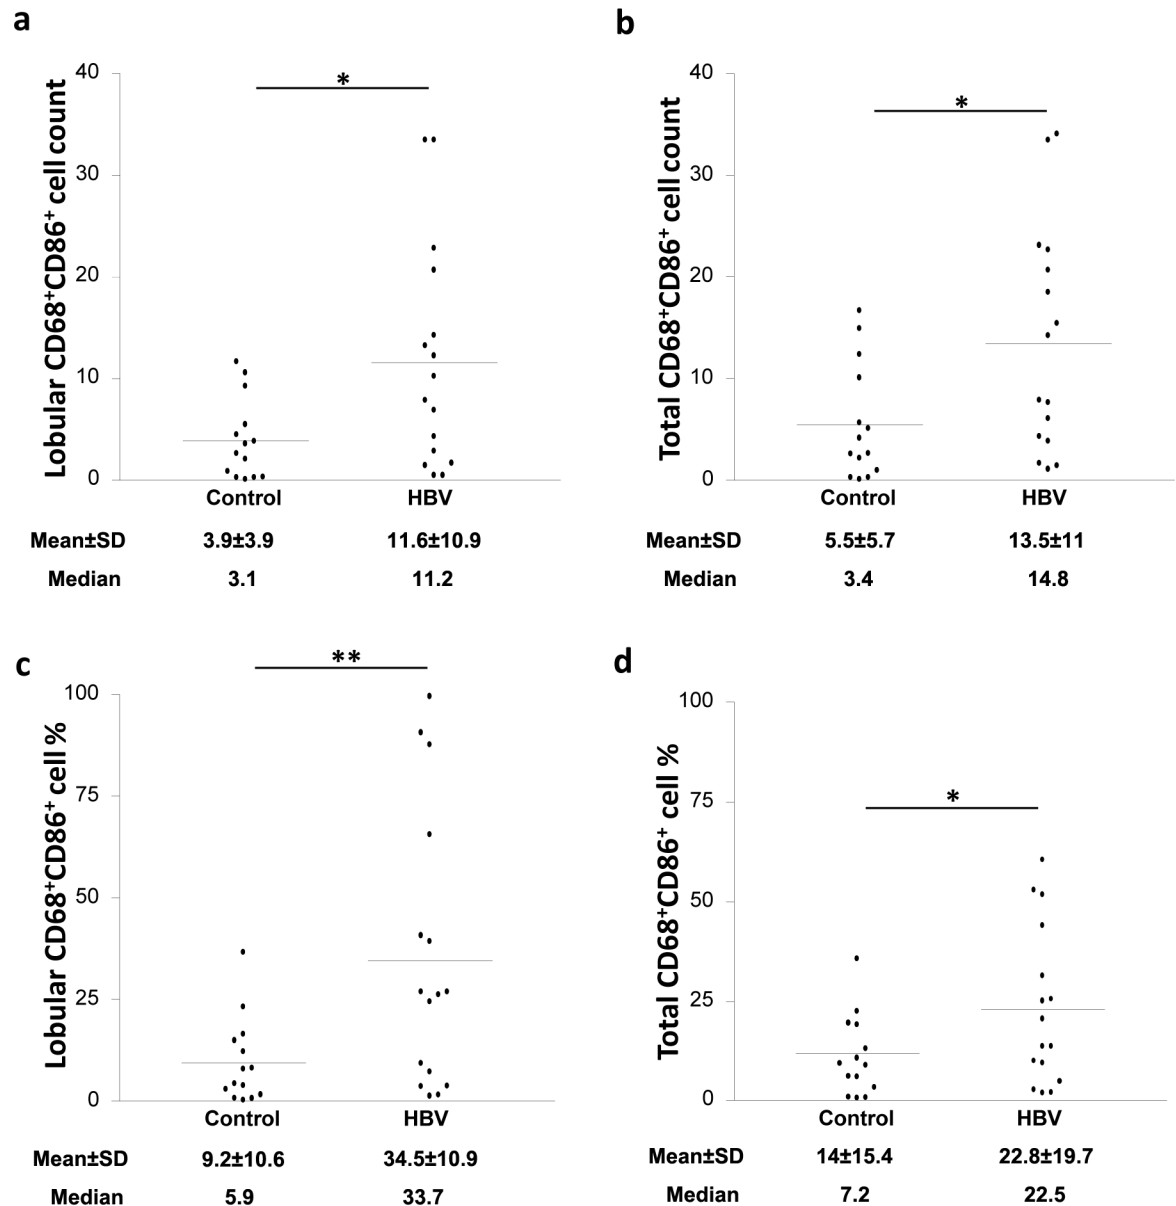 a
Lobular CD68⁺CD86⁺ cell count
40
30
20
10
0
*
Control HBV
Mean±SD 3.9±3.9 11.6±10.9
Median 3.1 11.2
b
Total CD68⁺CD86⁺ cell count
40
30
20
10
0
*
Control HBV
Mean±SD 5.5±5.7 13.5±11
Median 3.4 14.8
c
Lobular CD68⁺CD86⁺ cell %
100
75
50
25
0
**
Control HBV
Mean±SD 9.2±10.6 34.5±10.9
Median 5.9 33.7
d
Total CD68⁺CD86⁺ cell %
100
75
50
25
0
*
Control HBV
Mean±SD 14±15.4 22.8±19.7
Median 7.2 22.5